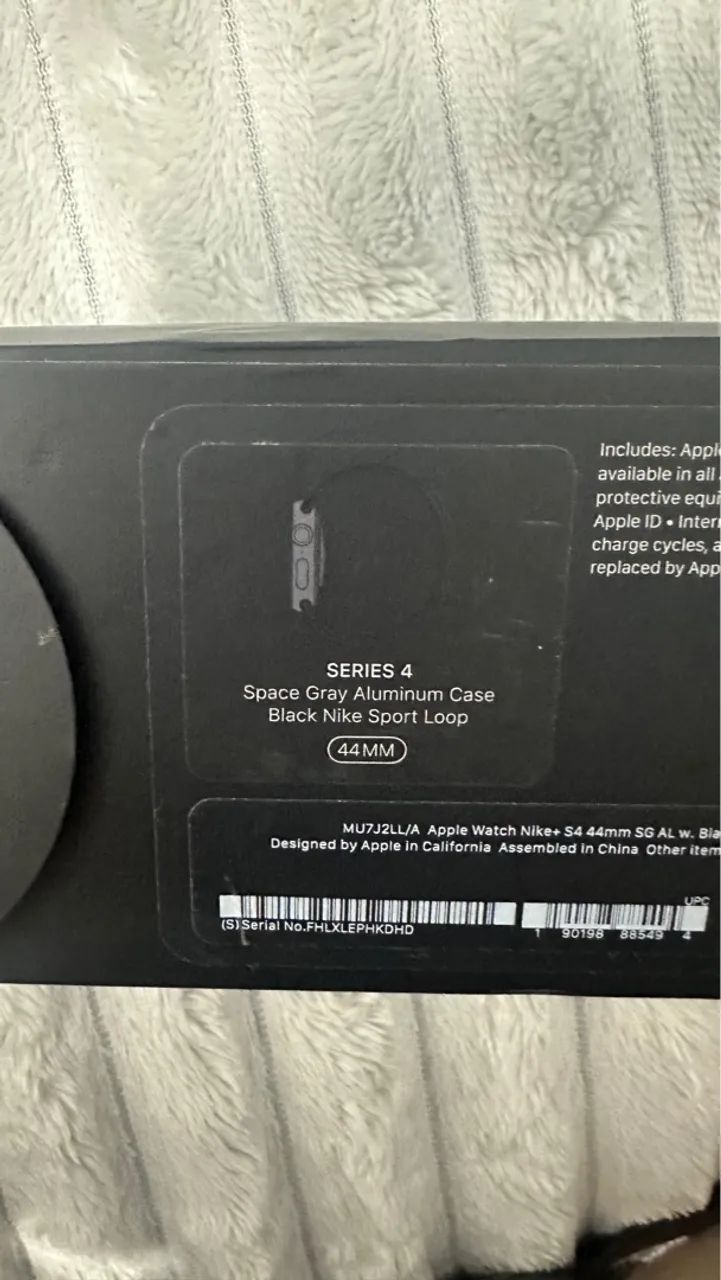 SERIES 4
Space Gray Aluminum Case
Black Nike Sport Loop
44MM
Includes: Appl
available in all
protective equi
Apple ID • Inter
charge cycles, a
replaced by App
MU7J2LL/A Apple Watch Nike+ S4 44mm SG AL w. Bla
Designed by Apple in California Assembled in China Other item
(S) Serial No.FHLXLEPHKDHD
UPC
1 90198 88549 4